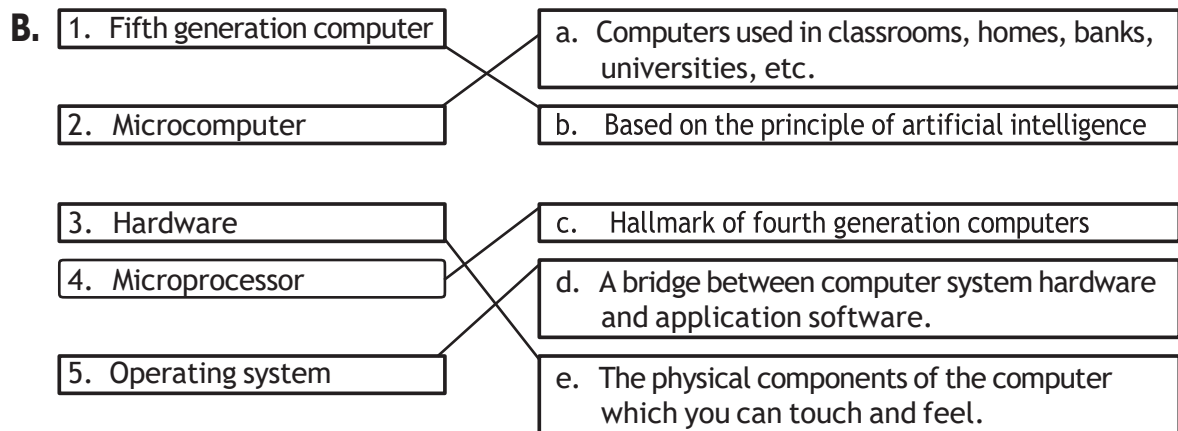 B.
1. Fifth generation computer
a. Computers used in classrooms, homes, banks,
universities, etc.
2. Microcomputer
b. Based on the principle of artificial intelligence
3. Hardware
c. Hallmark of fourth generation computers
4. Microprocessor
d. A bridge between computer system hardware
and application software.
5. Operating system
e. The physical components of the computer
which you can touch and feel.